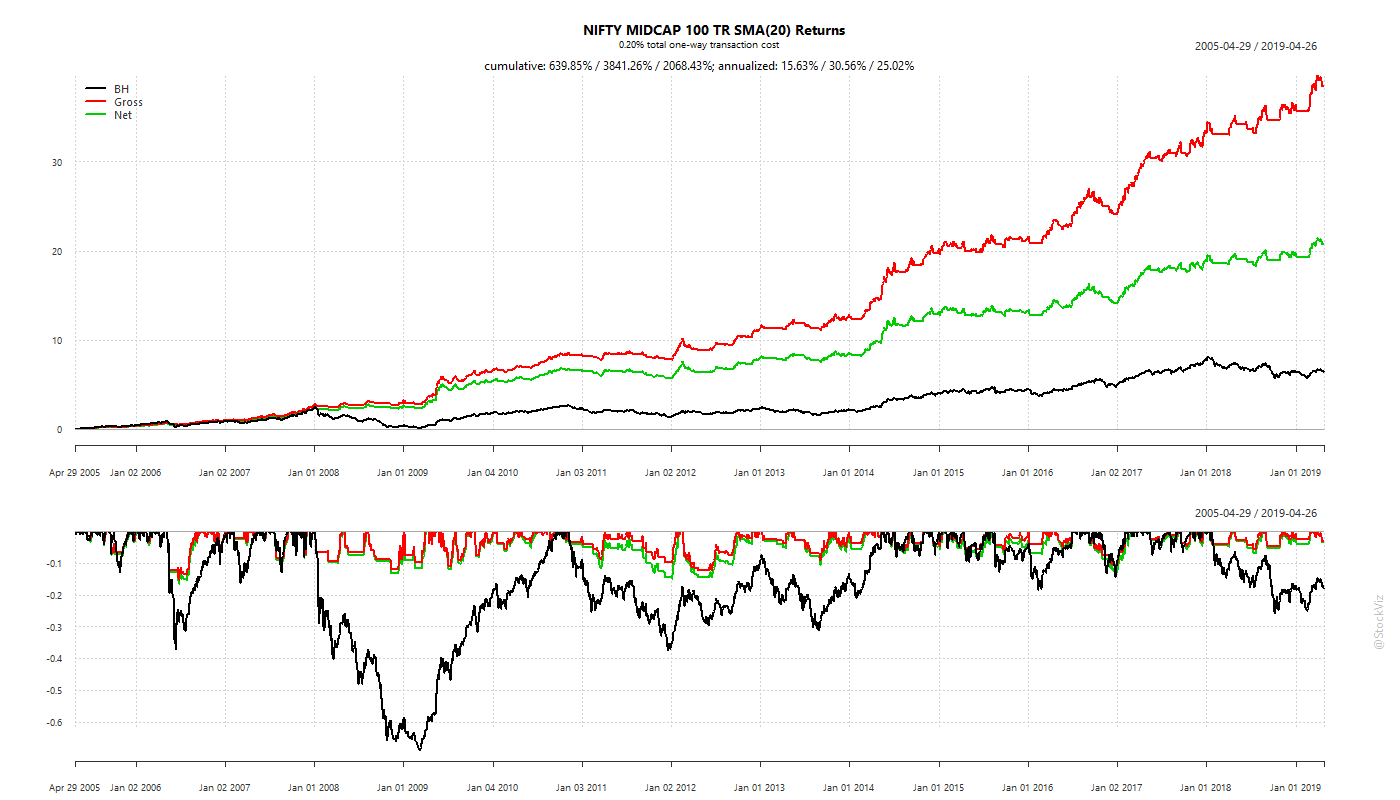 NIFTY MIDCAP 100 TR SMA(20) Returns
0.20% total one-way transaction cost
2005-04-29 / 2019-04-26
cumulative: 639.85% / 3841.26% / 2068.43%; annualized: 15.63% / 30.56% / 25.02%
BH
Gross
Net
30
20
10
0
Apr 29 2005 Jan 02 2006 Jan 02 2007 Jan 01 2008 Jan 01 2009 Jan 04 2010 Jan 03 2011 Jan 02 2012 Jan 01 2013 Jan 01 2014 Jan 01 2015 Jan 01 2016 Jan 02 2017 Jan 01 2018 Jan 01 2019
2005-04-29 / 2019-04-26
-0.1
-0.2
-0.3
-0.4
-0.5
-0.6
Apr 29 2005 Jan 02 2006 Jan 02 2007 Jan 01 2008 Jan 01 2009 Jan 04 2010 Jan 03 2011 Jan 02 2012 Jan 01 2013 Jan 01 2014 Jan 01 2015 Jan 01 2016 Jan 02 2017 Jan 01 2018 Jan 01 2019
@StockViz